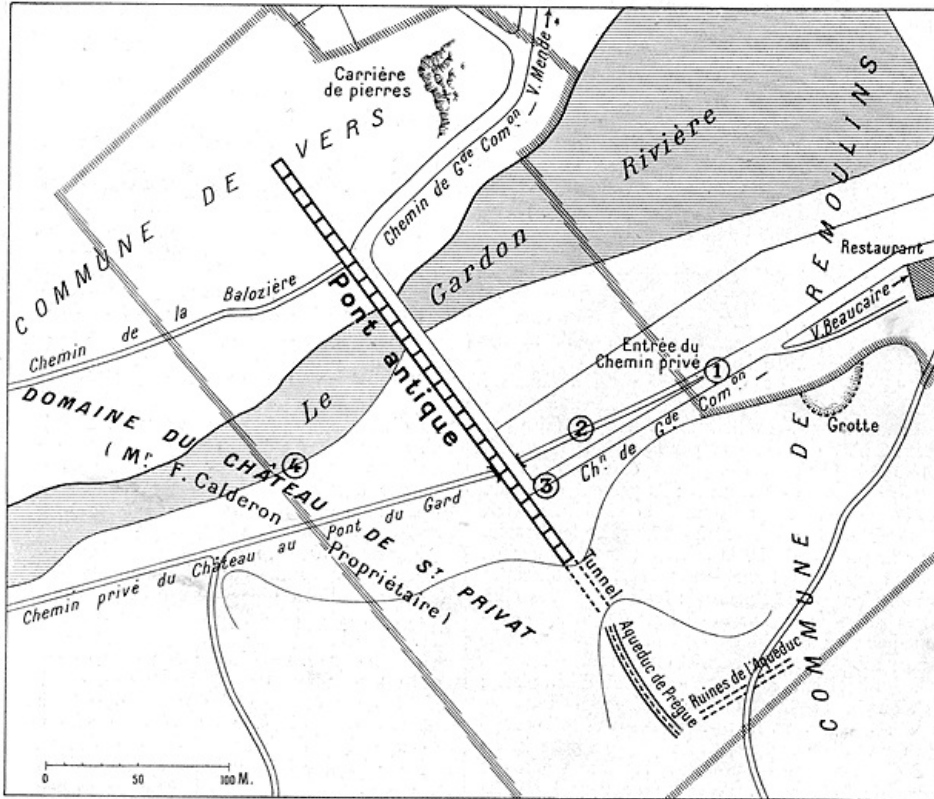 Carrière
de pierres
COMMUNE DE VERS
Chemin de Gde Comon — V. Mende
Rivière
Gardon
Le
REMOULINS
COMMUNE DE
Restaurant
V. Beaucaire
Chemin de la Balozière
Pont antique
Entrée du
Chemin privé
1
2
3
4
Chn de Gde Comon —
Grotte
DOMAINE DU CHÂTEAU DE ST PRIVAT
(Mr F. Calderon Propriétaire)
Chemin privé du Château au Pont du Gard
Tunnel
Aqueduc de Prègue
Ruines de l'Aqueduc
0 50 100 M.